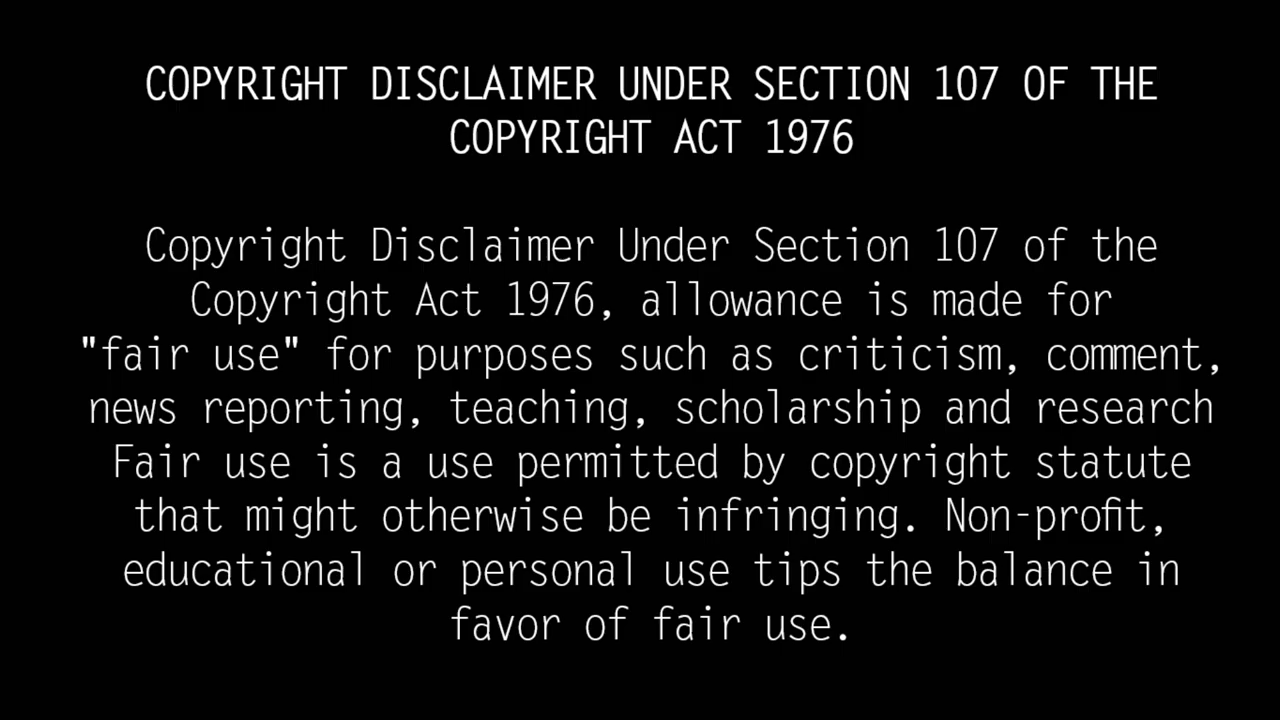 COPYRIGHT DISCLAIMER UNDER SECTION 107 OF THE
COPYRIGHT ACT 1976
Copyright Disclaimer Under Section 107 of the
Copyright Act 1976, allowance is made for
"fair use" for purposes such as criticism, comment,
news reporting, teaching, scholarship and research
Fair use is a use permitted by copyright statute
that might otherwise be infringing. Non-profit,
educational or personal use tips the balance in
favor of fair use.